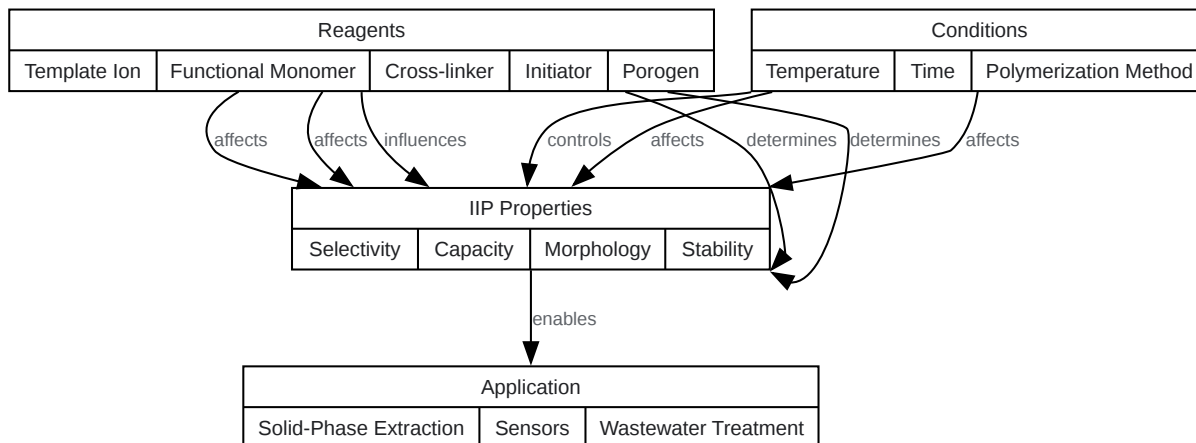 Reagents
Conditions
Template Ion
Functional Monomer
Cross-linker
Initiator
Porogen
Temperature
Time
Polymerization Method
affects
affects
influences
controls
affects
determines
determines
affects
IIP Properties
Selectivity
Capacity
Morphology
Stability
enables
Application
Solid-Phase Extraction
Sensors
Wastewater Treatment